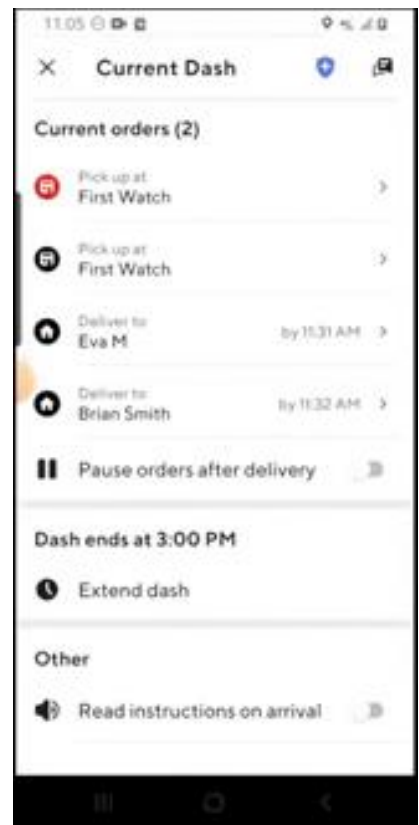 11.05
Current Dash
Current orders (2)
Pick up at
First Watch
Pick up at
First Watch
Deliver to
Eva M
by 11:31 AM
Deliver to
Brian Smith
by 11:32 AM
Pause orders after delivery
Dash ends at 3:00 PM
Extend dash
Other
Read instructions on arrival